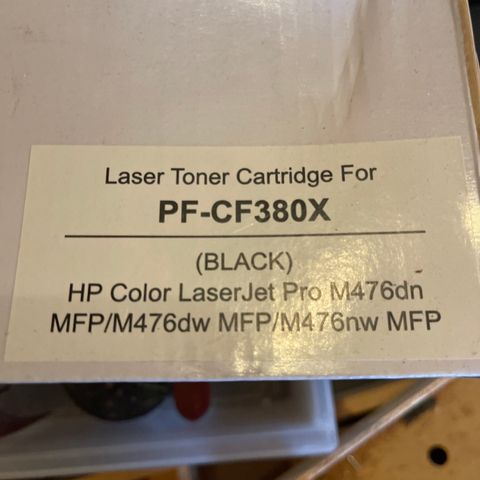 Laser Toner Cartridge For
PF-CF380X
(BLACK)
HP Color LaserJet Pro M476dn
MFP/M476dw MFP/M476nw MFP